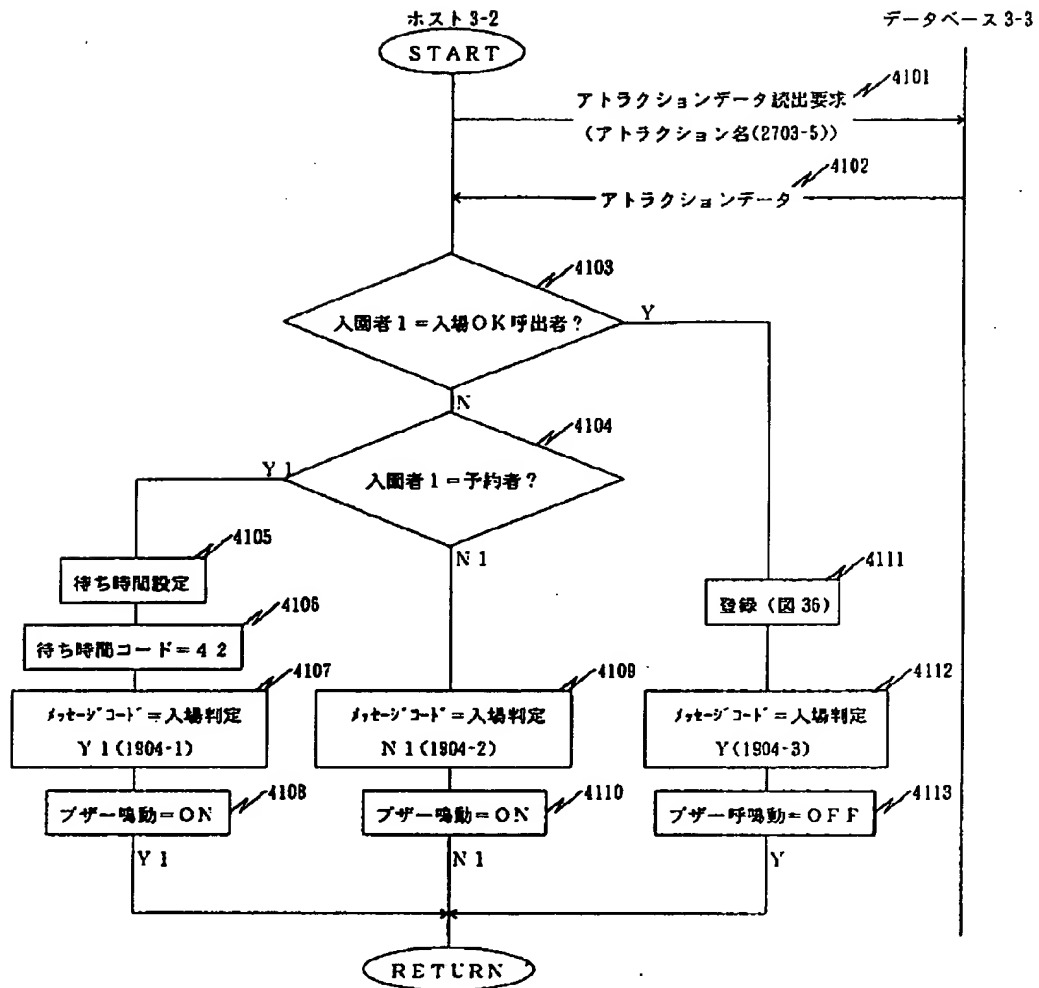 ホスト3-2
データベース3-3
START
アトラクションデータ読出要求
4101
(アトラクション名(2703-5))
4102
アトラクションデータ
4103
入園者1=入場OK呼出者?
Y
N
4104
入園者1=予約者?
Y1
N1
4105
待ち時間設定
4106
待ち時間コード=42
4111
登録(図36)
4107
メッセージコード=入場判定
Y1(1904-1)
4109
メッセージコード=入場判定
N1(1904-2)
4112
メッセージコード=入場判定
Y(1904-3)
4108
ブザー鳴動=ON
4110
ブザー鳴動=ON
4113
ブザー呼鳴動=OFF
Y1
N1
Y
RETURN